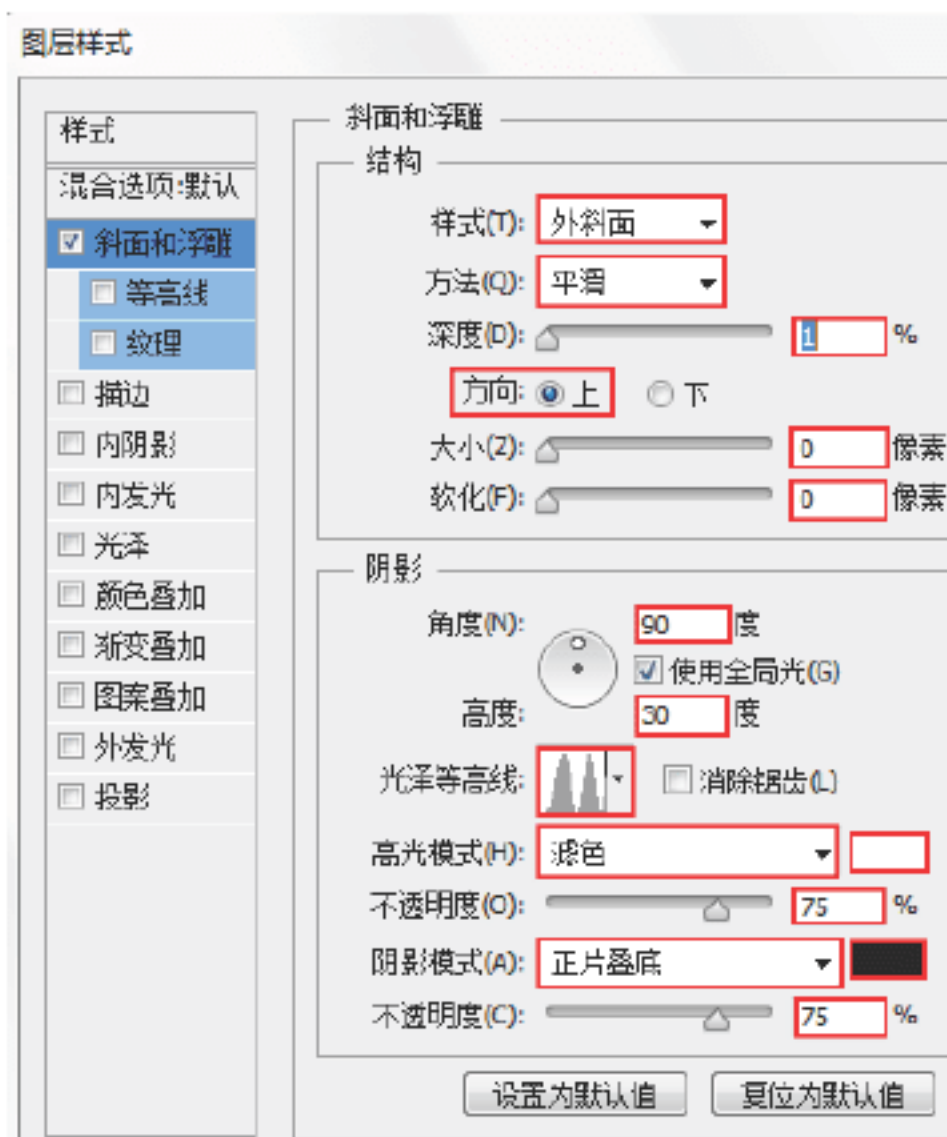 图层样式
样式
混合选项:默认
斜面和浮雕
等高线
纹理
描边
内阴影
内发光
光泽
颜色叠加
渐变叠加
图案叠加
外发光
投影
斜面和浮雕
结构
样式(T): 外斜面
方法(Q): 平滑
深度(D): 1 %
方向: 上 下
大小(Z): 0 像素
软化(F): 0 像素
阴影
角度(N): 90 度
使用全局光(G)
高度: 30 度
光泽等高线: 消除锯齿(L)
高光模式(H): 滤色
不透明度(O): 75 %
阴影模式(A): 正片叠底
不透明度(C): 75 %
设置为默认值 复位为默认值